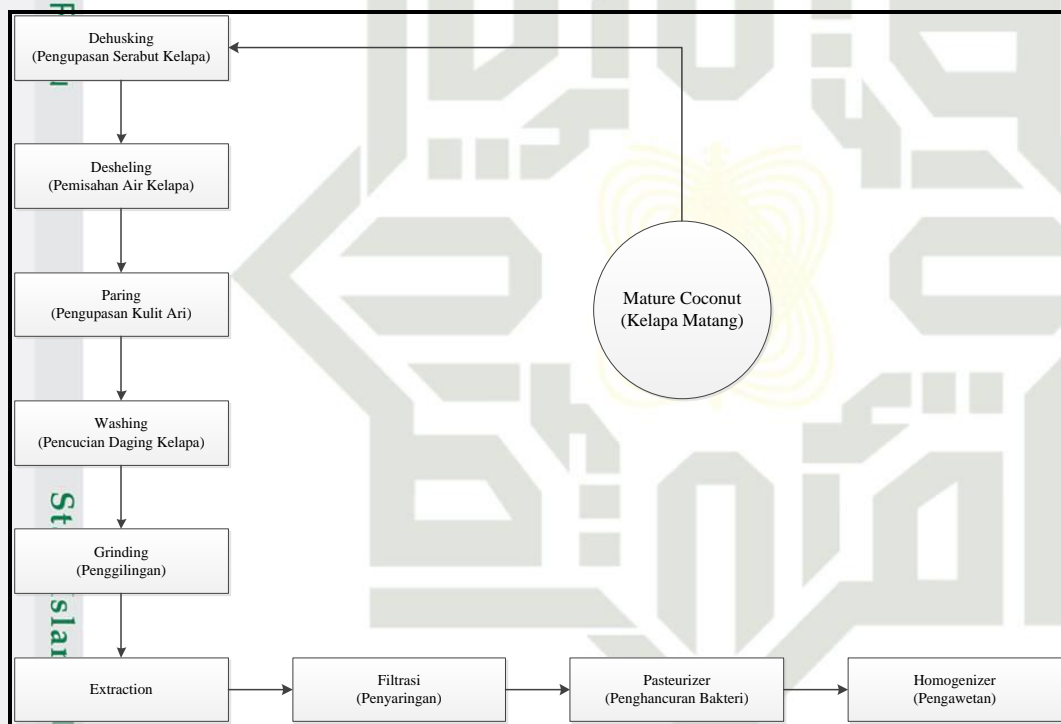 Dehusking
(Pengupasan Serabut Kelapa)
Desheling
(Pemisahan Air Kelapa)
Paring
(Pengupasan Kulit Ari)
Washing
(Pencucian Daging Kelapa)
Grinding
(Penggilingan)
Extraction
Filtrasi
(Penyaringan)
Pasteurizer
(Penghancuran Bakteri)
Homogenizer
(Pengawetan)
Mature Coconut
(Kelapa Matang)